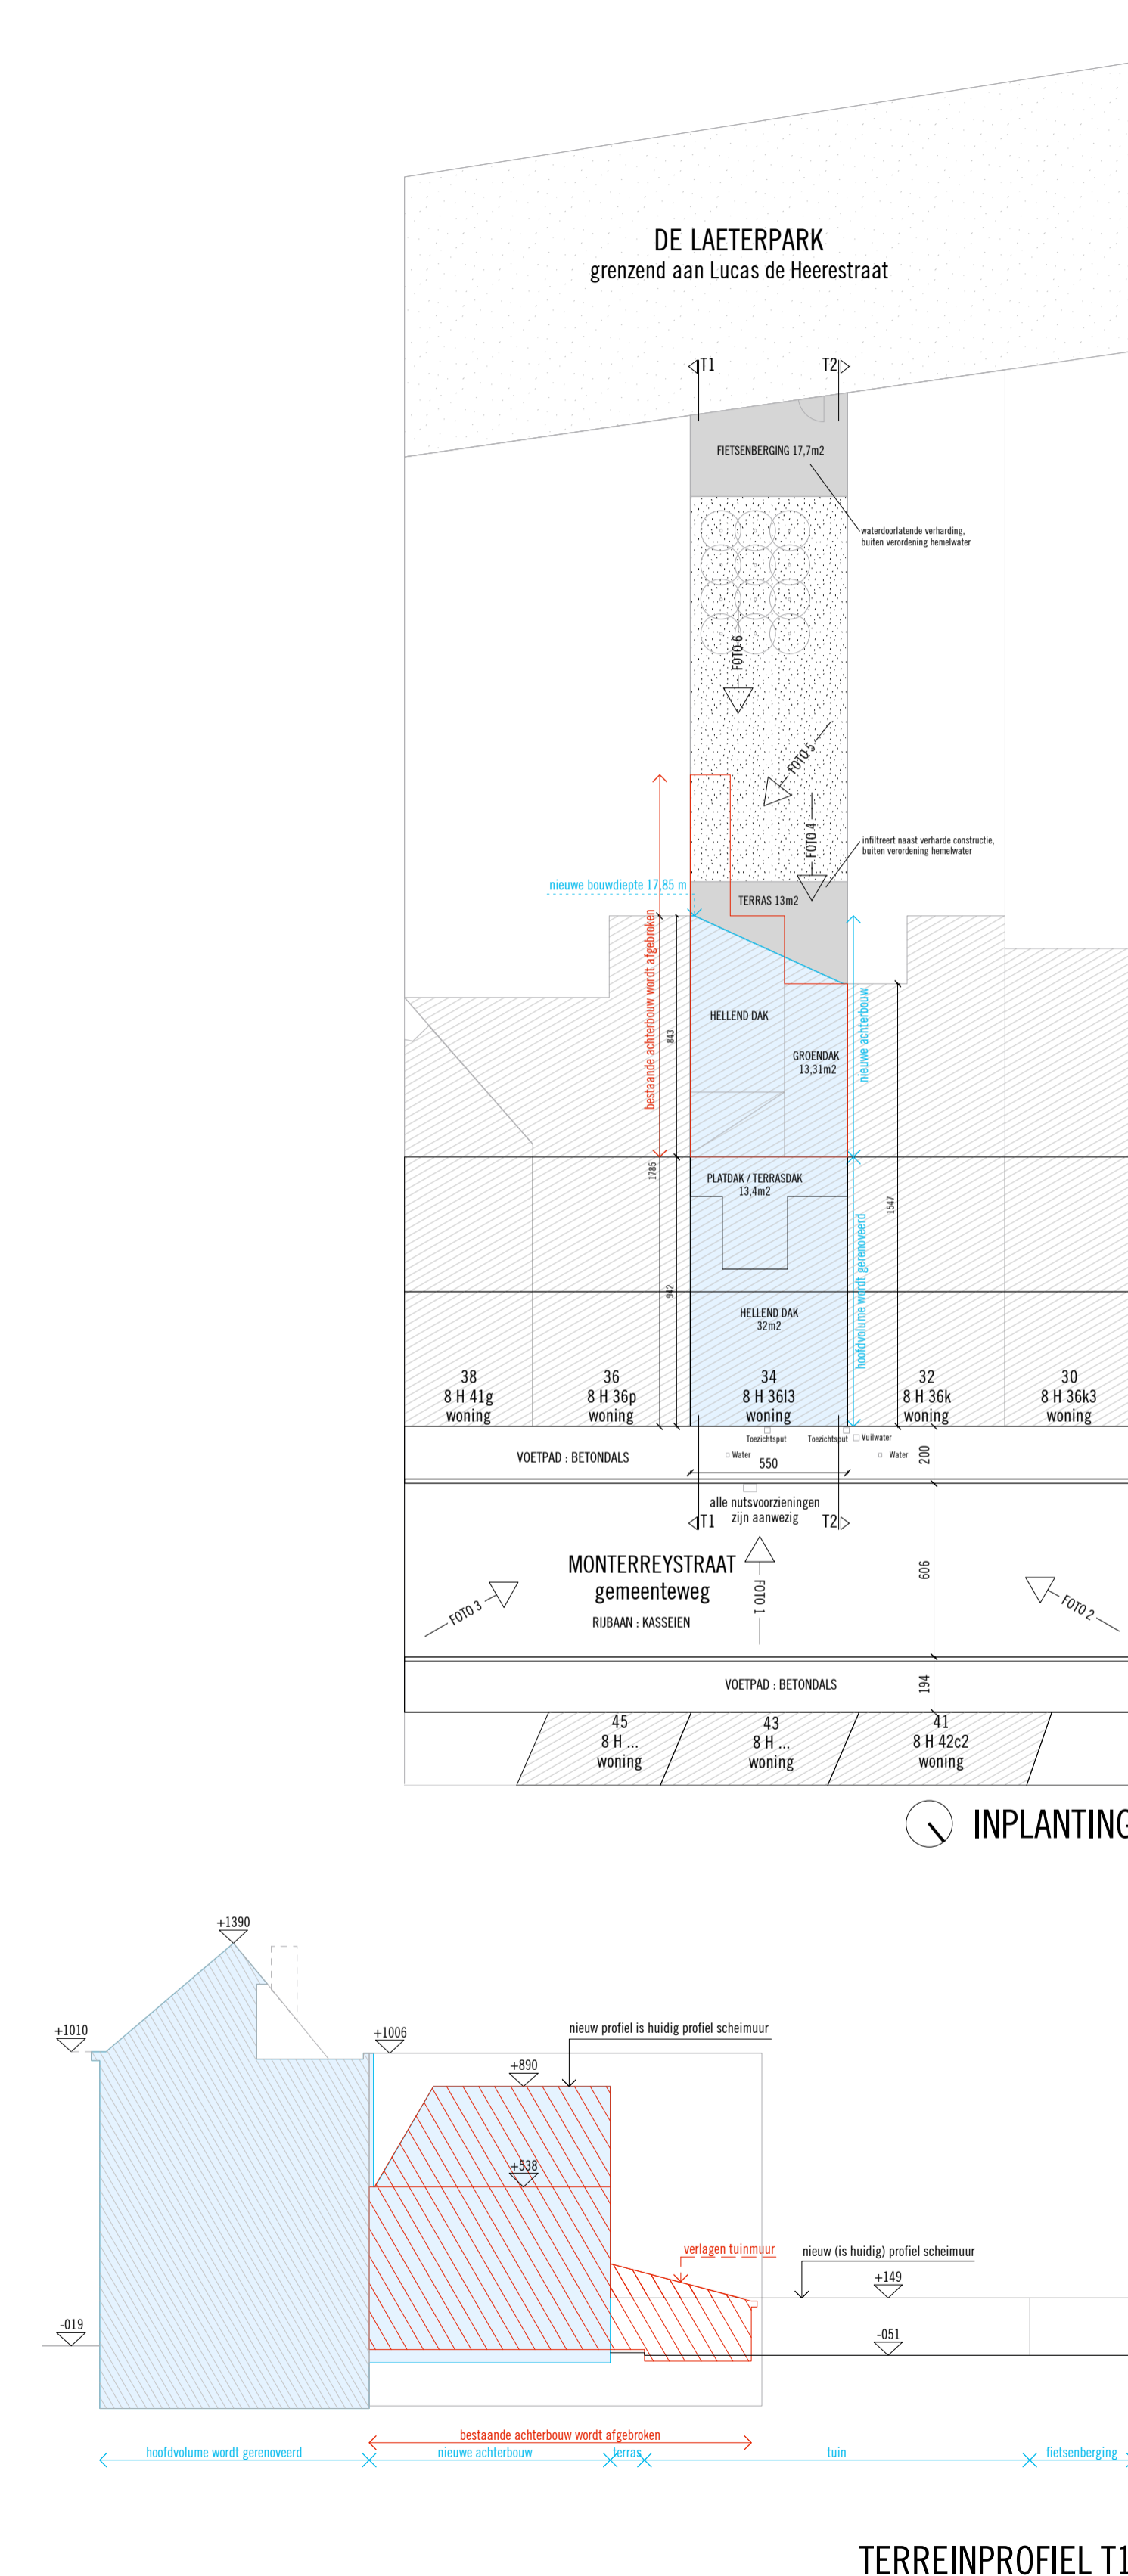 DE LAETERPARK
grenzend aan Lucas de Heerestraat
T1
T2
FIETSENBERGING 17,7m2
waterdoorlatende verharding,
buiten verordening hemelwater
FOTO 6
FOTO 5
FOTO 4
infiltreert naast verharde constructie,
buiten verordening hemelwater
nieuwe bouwdiepte 17,85 m
TERRAS 13m2
bestaande achterbouw wordt afgebroken
843
HELLEND DAK
GROENDAK
13,31m2
nieuwe achterbouw
1785
PLATDAK / TERRASDAK
13,4m2
1547
942
HELLEND DAK
32m2
hoofdvolume wordt gerenoveerd
38
8 H 41g
woning
36
8 H 36p
woning
34
8 H 36l3
woning
32
8 H 36k
woning
30
8 H 36k3
woning
Toezichtsput
Toezichtsput
Vuilwater
VOETPAD : BETONDALS
Water
550
Water
200
alle nutsvoorzieningen
zijn aanwezig
T1
T2
MONTERREYSTRAAT
gemeenteweg
RIJBAAN : KASSEIEN
FOTO 3
FOTO 1
606
FOTO 2
VOETPAD : BETONDALS
194
45
8 H ...
woning
43
8 H ...
woning
41
8 H 42c2
woning
INPLANTING
+1390
+1010
+1006
nieuw profiel is huidig profiel scheimuur
+890
+538
verlagen tuinmuur
nieuw (is huidig) profiel scheimuur
+149
-019
-051
bestaande achterbouw wordt afgebroken
hoofdvolume wordt gerenoveerd
nieuwe achterbouw
terras
tuin
fietsenberging
TERREINPROFIEL T1